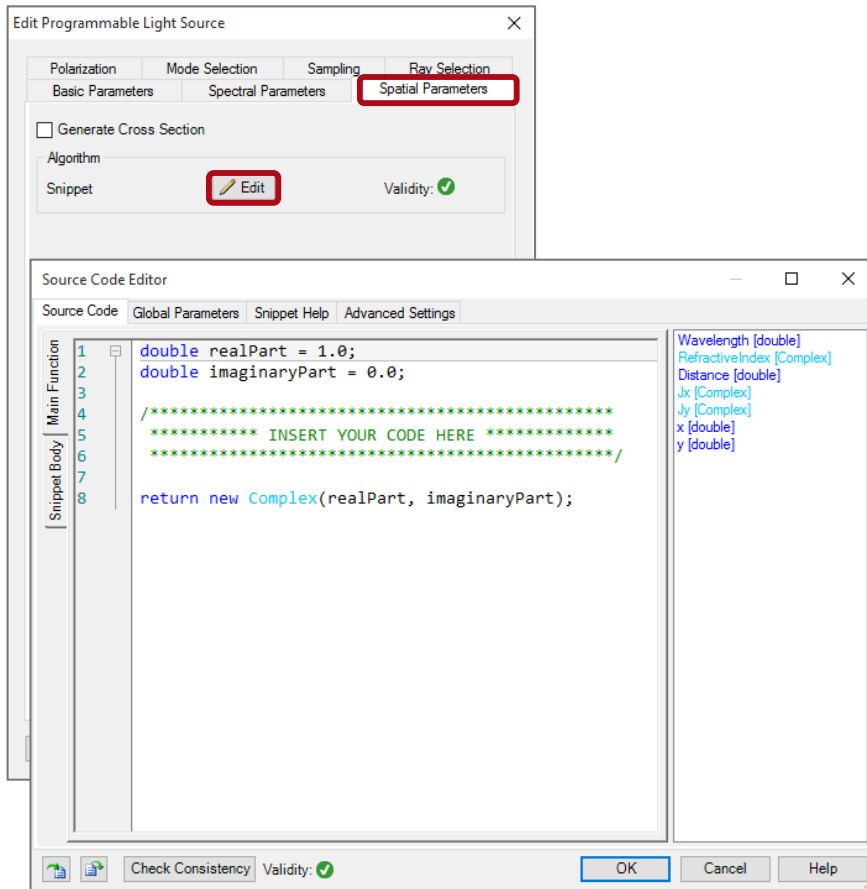 Edit Programmable Light Source
Polarization Mode Selection Sampling Ray Selection
Basic Parameters Spectral Parameters Spatial Parameters
Generate Cross Section
Algorithm
Snippet Edit Validity:
Source Code Editor
Source Code Global Parameters Snippet Help Advanced Settings
Main Function
Snippet Body
1 double realPart = 1.0;
2 double imaginaryPart = 0.0;
3
4 /***********************************************
5 *********** INSERT YOUR CODE HERE *************
6 ***********************************************/
7
8 return new Complex(realPart, imaginaryPart);
Wavelength [double]
RefractiveIndex [Complex]
Distance [double]
Jx [Complex]
Jy [Complex]
x [double]
y [double]
Check Consistency Validity: OK Cancel Help